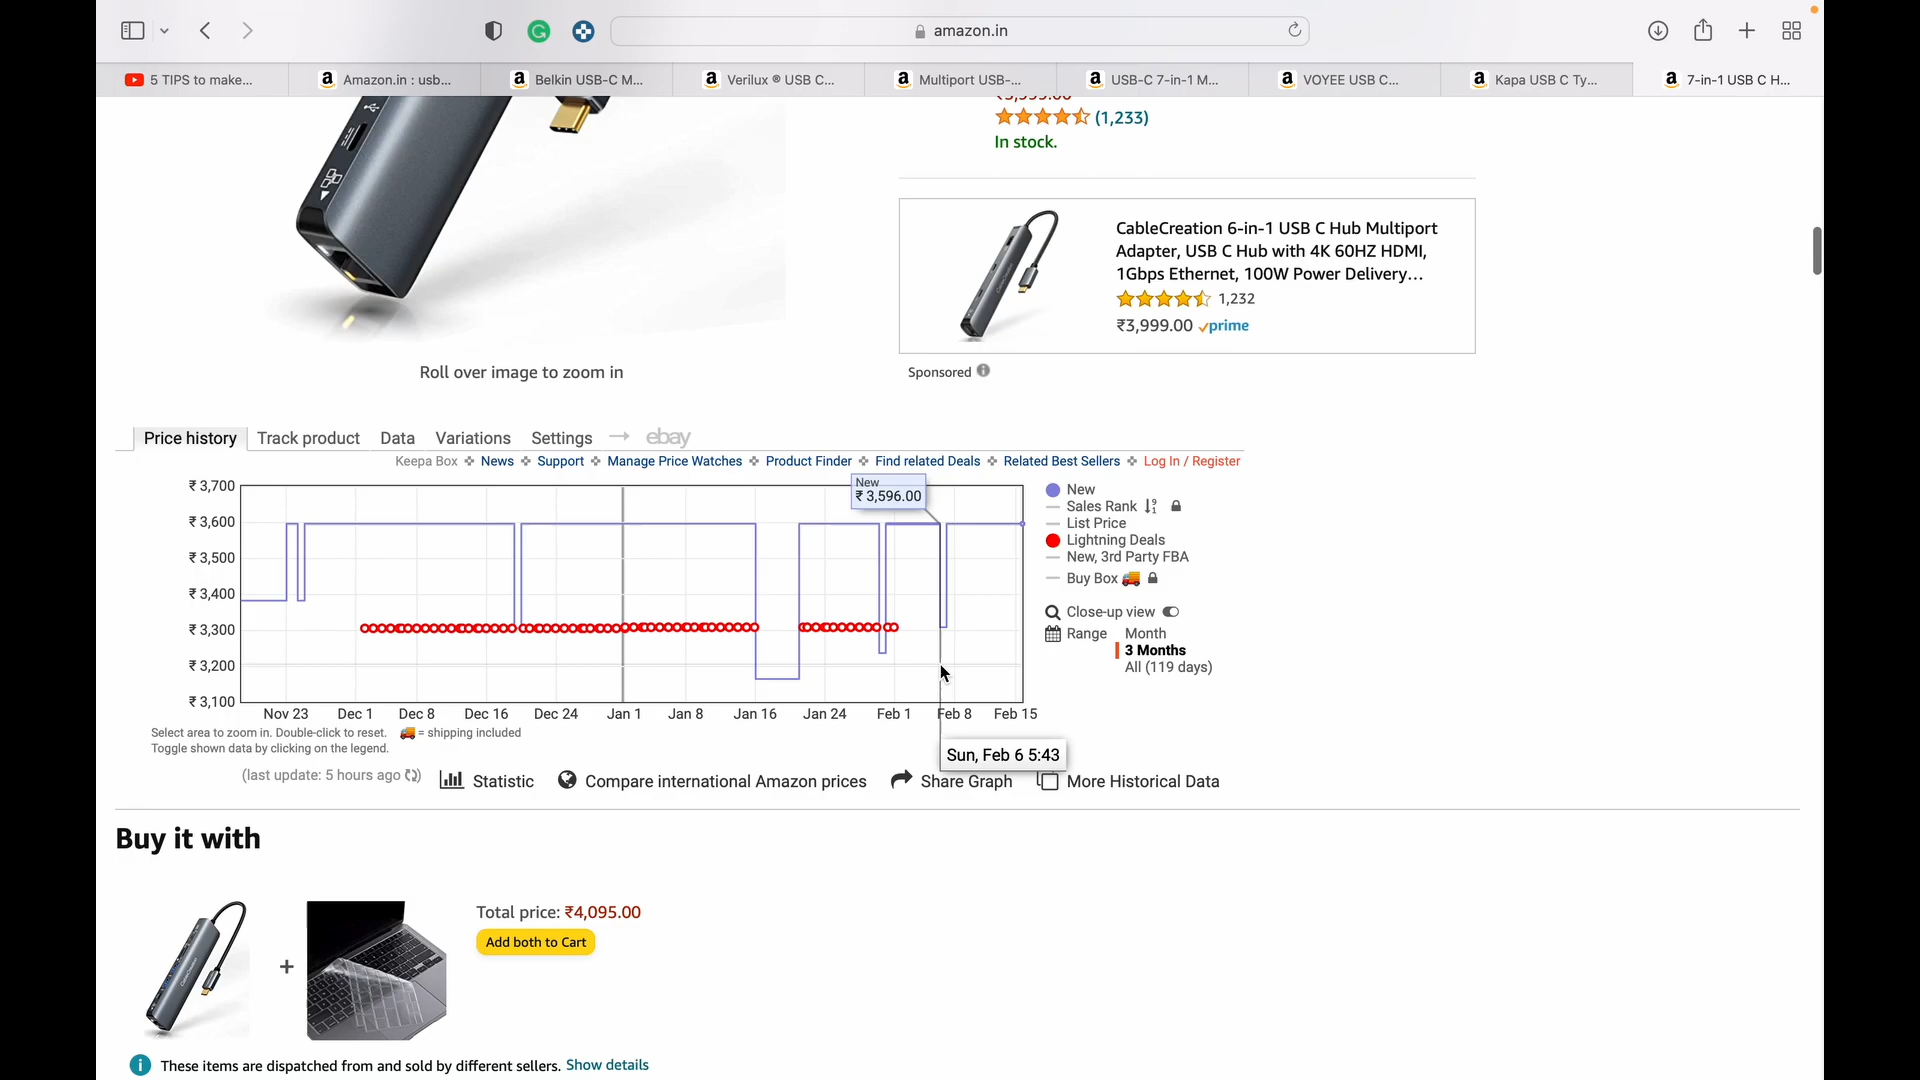 amazon.in
5 TIPS to make...
Amazon.in : usb...
Belkin USB-C M...
Verilux ® USB C...
Multiport USB-...
USB-C 7-in-1 M...
VOYEE USB C...
Kapa USB C Ty...
7-in-1 USB C H...
₹3,999.00
(1,233)
In stock.
CableCreation 6-in-1 USB C Hub Multiport
Adapter, USB C Hub with 4K 60HZ HDMI,
1Gbps Ethernet, 100W Power Delivery...
1,232
₹3,999.00 prime
Roll over image to zoom in
Sponsored
Price history Track product Data Variations Settings → ebay
Keepa Box News Support Manage Price Watches Product Finder Find related Deals Related Best Sellers Log In / Register
New
₹ 3,596.00
₹ 3,700
₹ 3,600
₹ 3,500
₹ 3,400
₹ 3,300
₹ 3,200
₹ 3,100
Nov 23 Dec 1 Dec 8 Dec 16 Dec 24 Jan 1 Jan 8 Jan 16 Jan 24 Feb 1 Feb 8 Feb 15
New
Sales Rank
List Price
Lightning Deals
New, 3rd Party FBA
Buy Box
Close-up view
Range Month
3 Months
All (119 days)
Select area to zoom in. Double-click to reset. = shipping included
Toggle shown data by clicking on the legend.
Sun, Feb 6 5:43
(last update: 5 hours ago) Statistic Compare international Amazon prices Share Graph More Historical Data
Buy it with
Total price: ₹4,095.00
Add both to Cart
+
These items are dispatched from and sold by different sellers. Show details